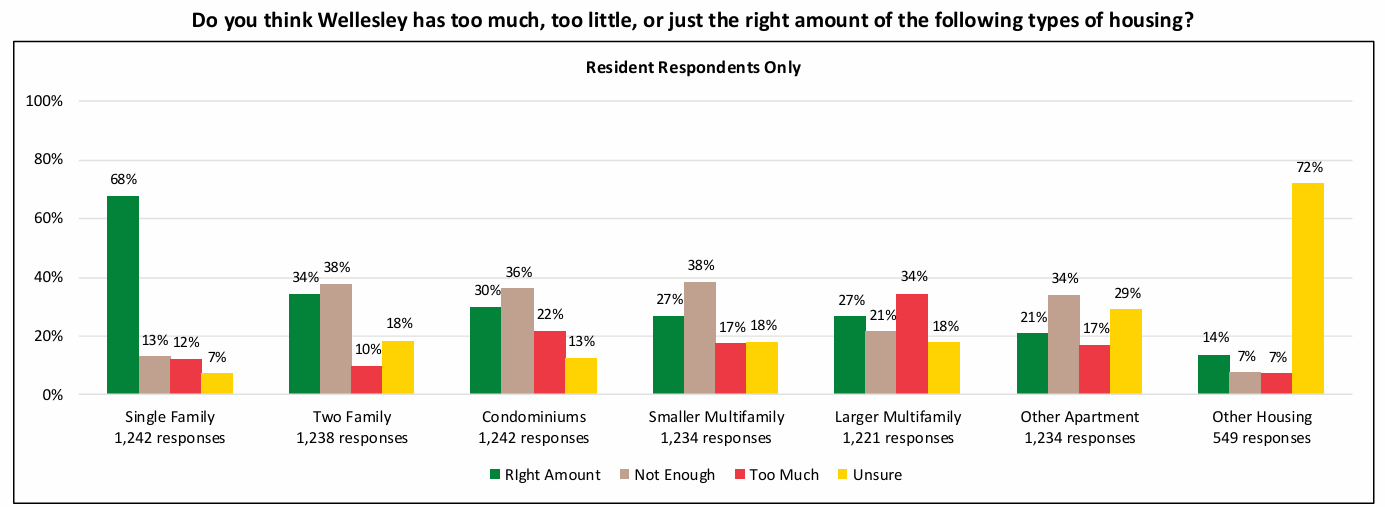 Do you think Wellesley has too much, too little, or just the right amount of the following types of housing?
Resident Respondents Only
100%
80%
60%
40%
20%
0%
68%
13%
12%
7%
34%
38%
10%
18%
30%
36%
22%
13%
27%
38%
17%
18%
27%
21%
34%
18%
21%
34%
17%
29%
14%
7%
7%
72%
Single Family
1,242 responses
Two Family
1,238 responses
Condominiums
1,242 responses
Smaller Multifamily
1,234 responses
Larger Multifamily
1,221 responses
Other Apartment
1,234 responses
Other Housing
549 responses
RIght Amount
Not Enough
Too Much
Unsure